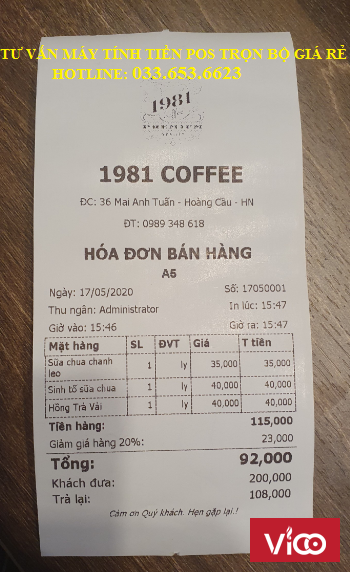 TƯ VẤN MÁY TÍNH TIỀN POS TRỌN BỘ GIÁ RẺ
HOTLINE: 033.653.6623
1981
1981 COFFEE
ĐC: 36 Mai Anh Tuấn - Hoàng Cầu - HN
ĐT: 0989 348 618
HÓA ĐƠN BÁN HÀNG
A5
Ngày: 17/05/2020 Số: 17050001
Thu ngân: Administrator In lúc: 15:47
Giờ vào: 15:46 Giờ ra: 15:47
Mặt hàng SL ĐVT Giá T tiền
Sữa chua chanh leo 1 ly 35,000 35,000
Sinh tố sữa chua 1 ly 40,000 40,000
Hồng Trà Vải 1 ly 40,000 40,000
Tiền hàng: 115,000
Giảm giá hàng 20%: 23,000
Tổng: 92,000
Khách đưa: 200,000
Trả lại: 108,000
Cảm ơn Quý khách. Hẹn gặp lại.!
Vico